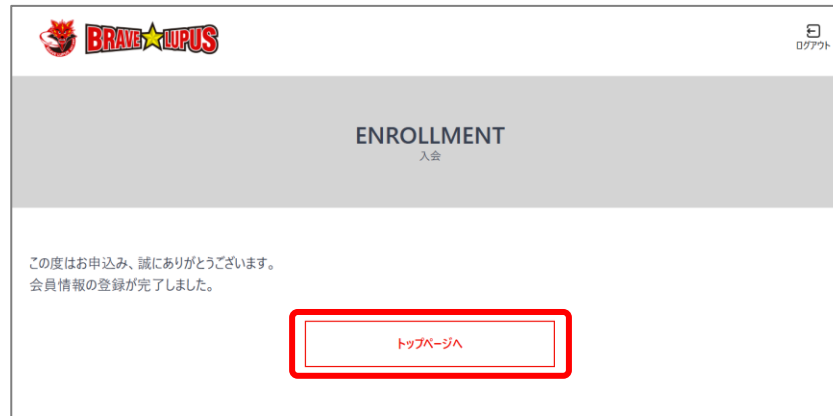 BRAVE☆LUPUS
ログアウト
ENROLLMENT
入会
この度はお申込み、誠にありがとうございます。
会員情報の登録が完了しました。
トップページへ